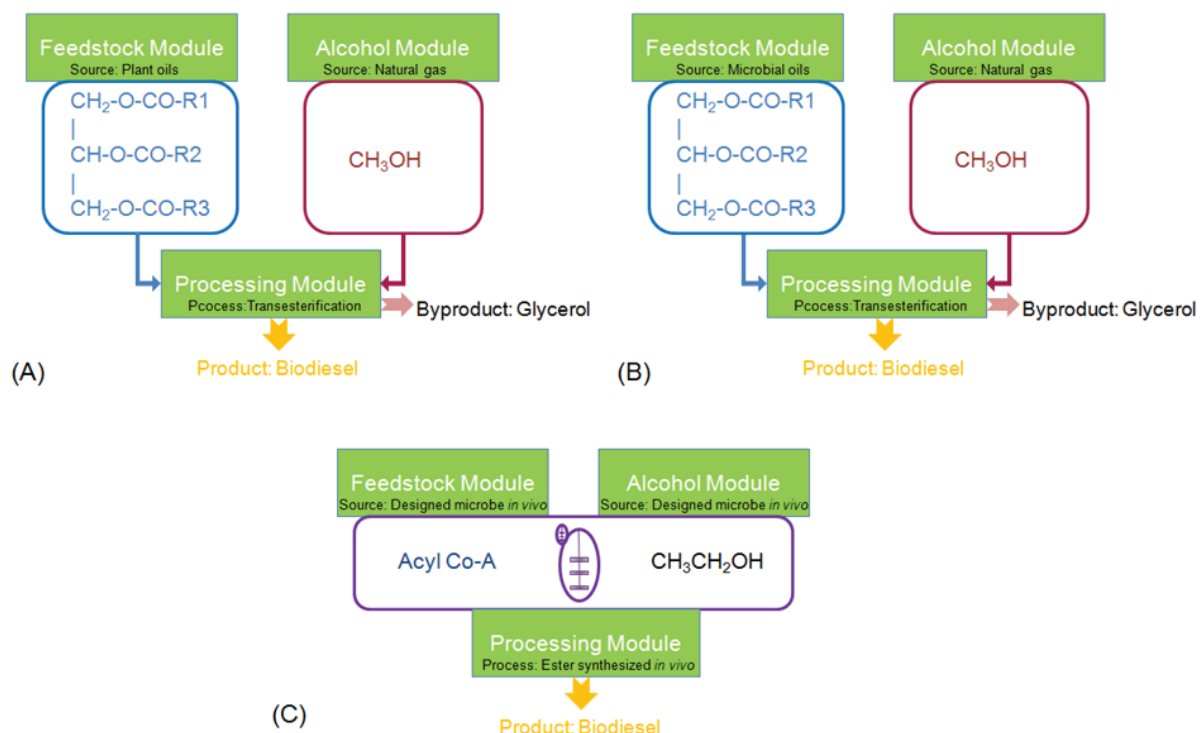 Feedstock Module
Source: Plant oils
CH₂-O-CO-R1
|
CH-O-CO-R2
|
CH₂-O-CO-R3
Alcohol Module
Source: Natural gas
CH₃OH
Processing Module
Pcocess:Transesterification
Byproduct: Glycerol
Product: Biodiesel
(A)
Feedstock Module
Source: Microbial oils
CH₂-O-CO-R1
|
CH-O-CO-R2
|
CH₂-O-CO-R3
Alcohol Module
Source: Natural gas
CH₃OH
Processing Module
Pcocess:Transesterification
Byproduct: Glycerol
Product: Biodiesel
(B)
Feedstock Module
Source: Designed microbe in vivo
Alcohol Module
Source: Designed microbe in vivo
Acyl Co-A
CH₃CH₂OH
Processing Module
Process: Ester synthesized in vivo
Product: Biodiesel
(C)